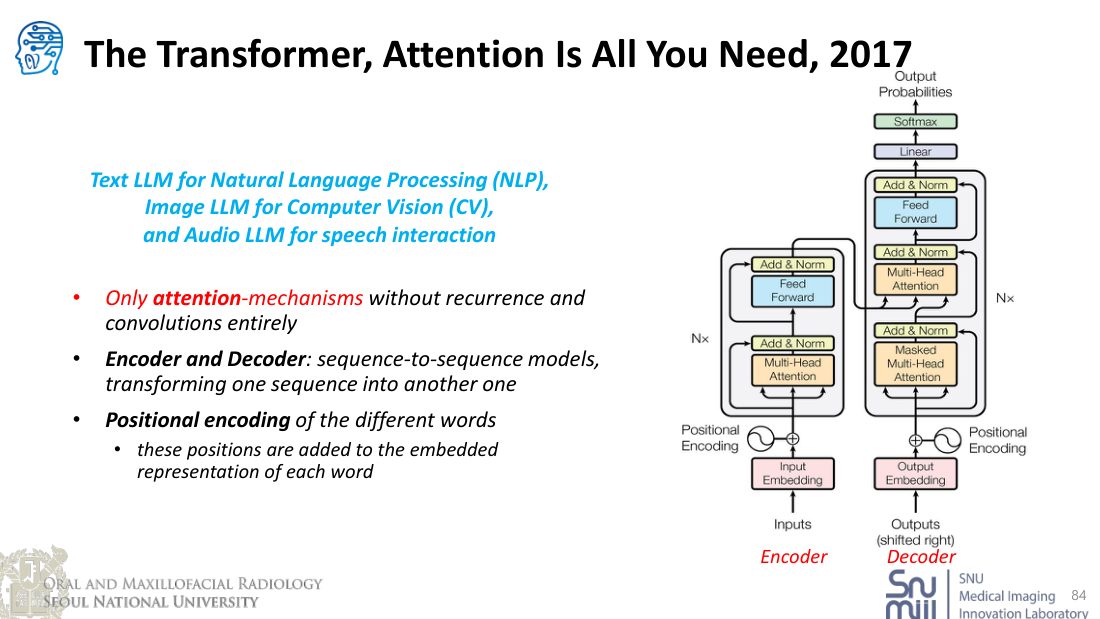 The Transformer, Attention Is All You Need, 2017
Text LLM for Natural Language Processing (NLP),
Image LLM for Computer Vision (CV),
and Audio LLM for speech interaction
• Only attention-mechanisms without recurrence and
convolutions entirely
• Encoder and Decoder: sequence-to-sequence models,
transforming one sequence into another one
• Positional encoding of the different words
• these positions are added to the embedded
representation of each word
Output
Probabilities
Softmax
Linear
Add & Norm
Feed
Forward
Add & Norm
Multi-Head
Attention
Add & Norm
Masked
Multi-Head
Attention
Nx
Positional
Encoding
Output
Embedding
Outputs
(shifted right)
Decoder
Add & Norm
Feed
Forward
Add & Norm
Multi-Head
Attention
Nx
Positional
Encoding
Input
Embedding
Inputs
Encoder
ORAL AND MAXILLOFACIAL RADIOLOGY
SEOUL NATIONAL UNIVERSITY
SNU
mill
SNU
Medical Imaging
Innovation Laboratory
84
CV